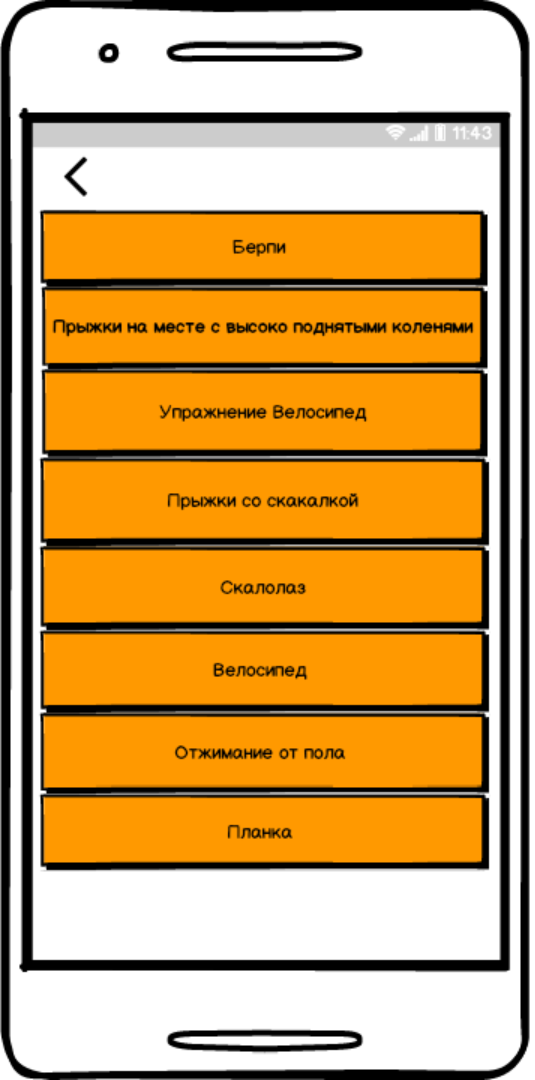 11:43
Берпи
Прыжки на месте с высоко поднятыми коленями
Упражнение Велосипед
Прыжки со скакалкой
Скалолаз
Велосипед
Отжимание от пола
Планка